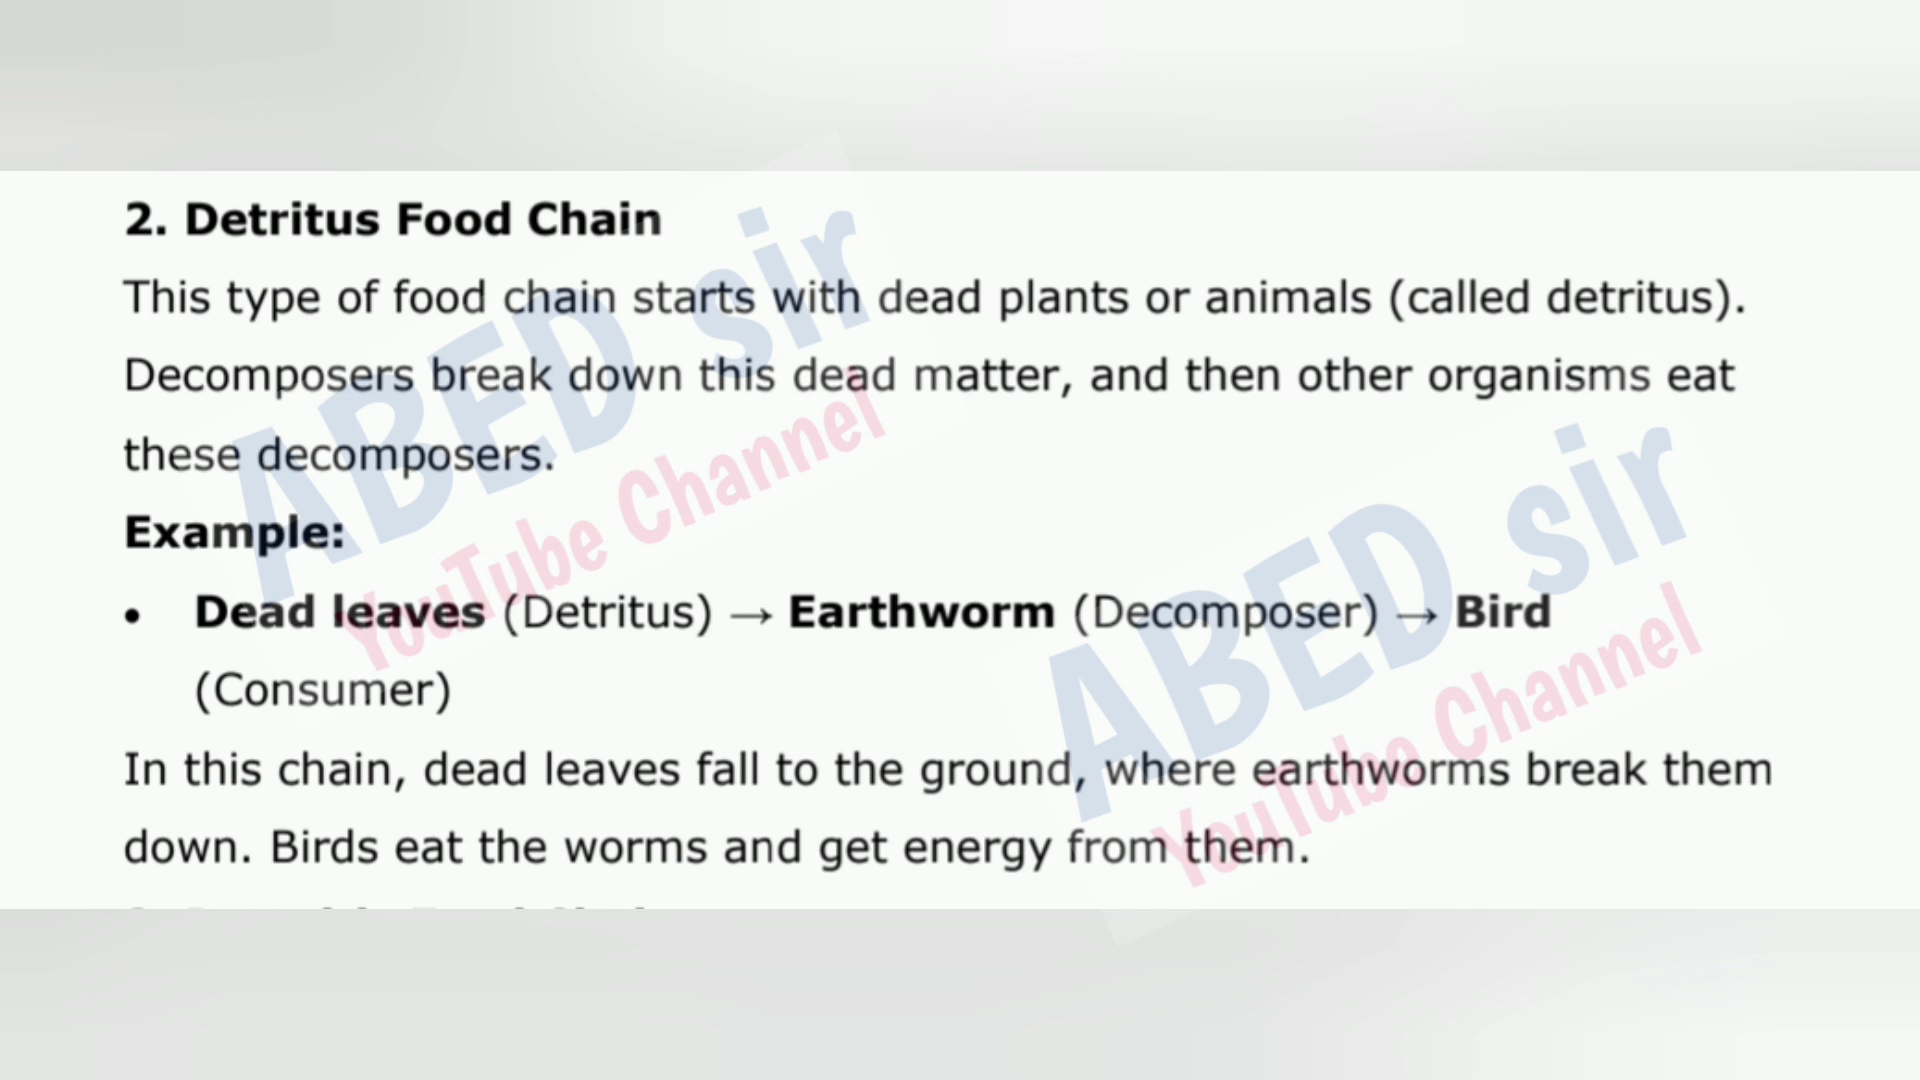 2. Detritus Food Chain
This type of food chain starts with dead plants or animals (called detritus).
Decomposers break down this dead matter, and then other organisms eat
these decomposers.
Example:
• Dead leaves (Detritus) → Earthworm (Decomposer) → Bird
(Consumer)
In this chain, dead leaves fall to the ground, where earthworms break them
down. Birds eat the worms and get energy from them.
ABED sir
YouTube Channel
ABED sir
YouTube Channel